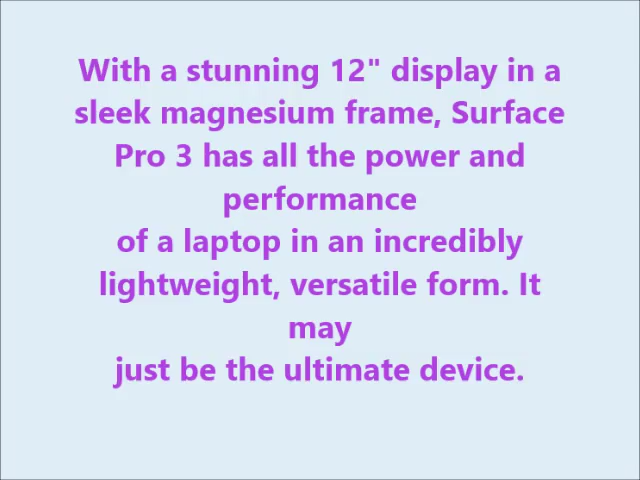 With a stunning 12" display in a
sleek magnesium frame, Surface
Pro 3 has all the power and
performance
of a laptop in an incredibly
lightweight, versatile form. It
may
just be the ultimate device.